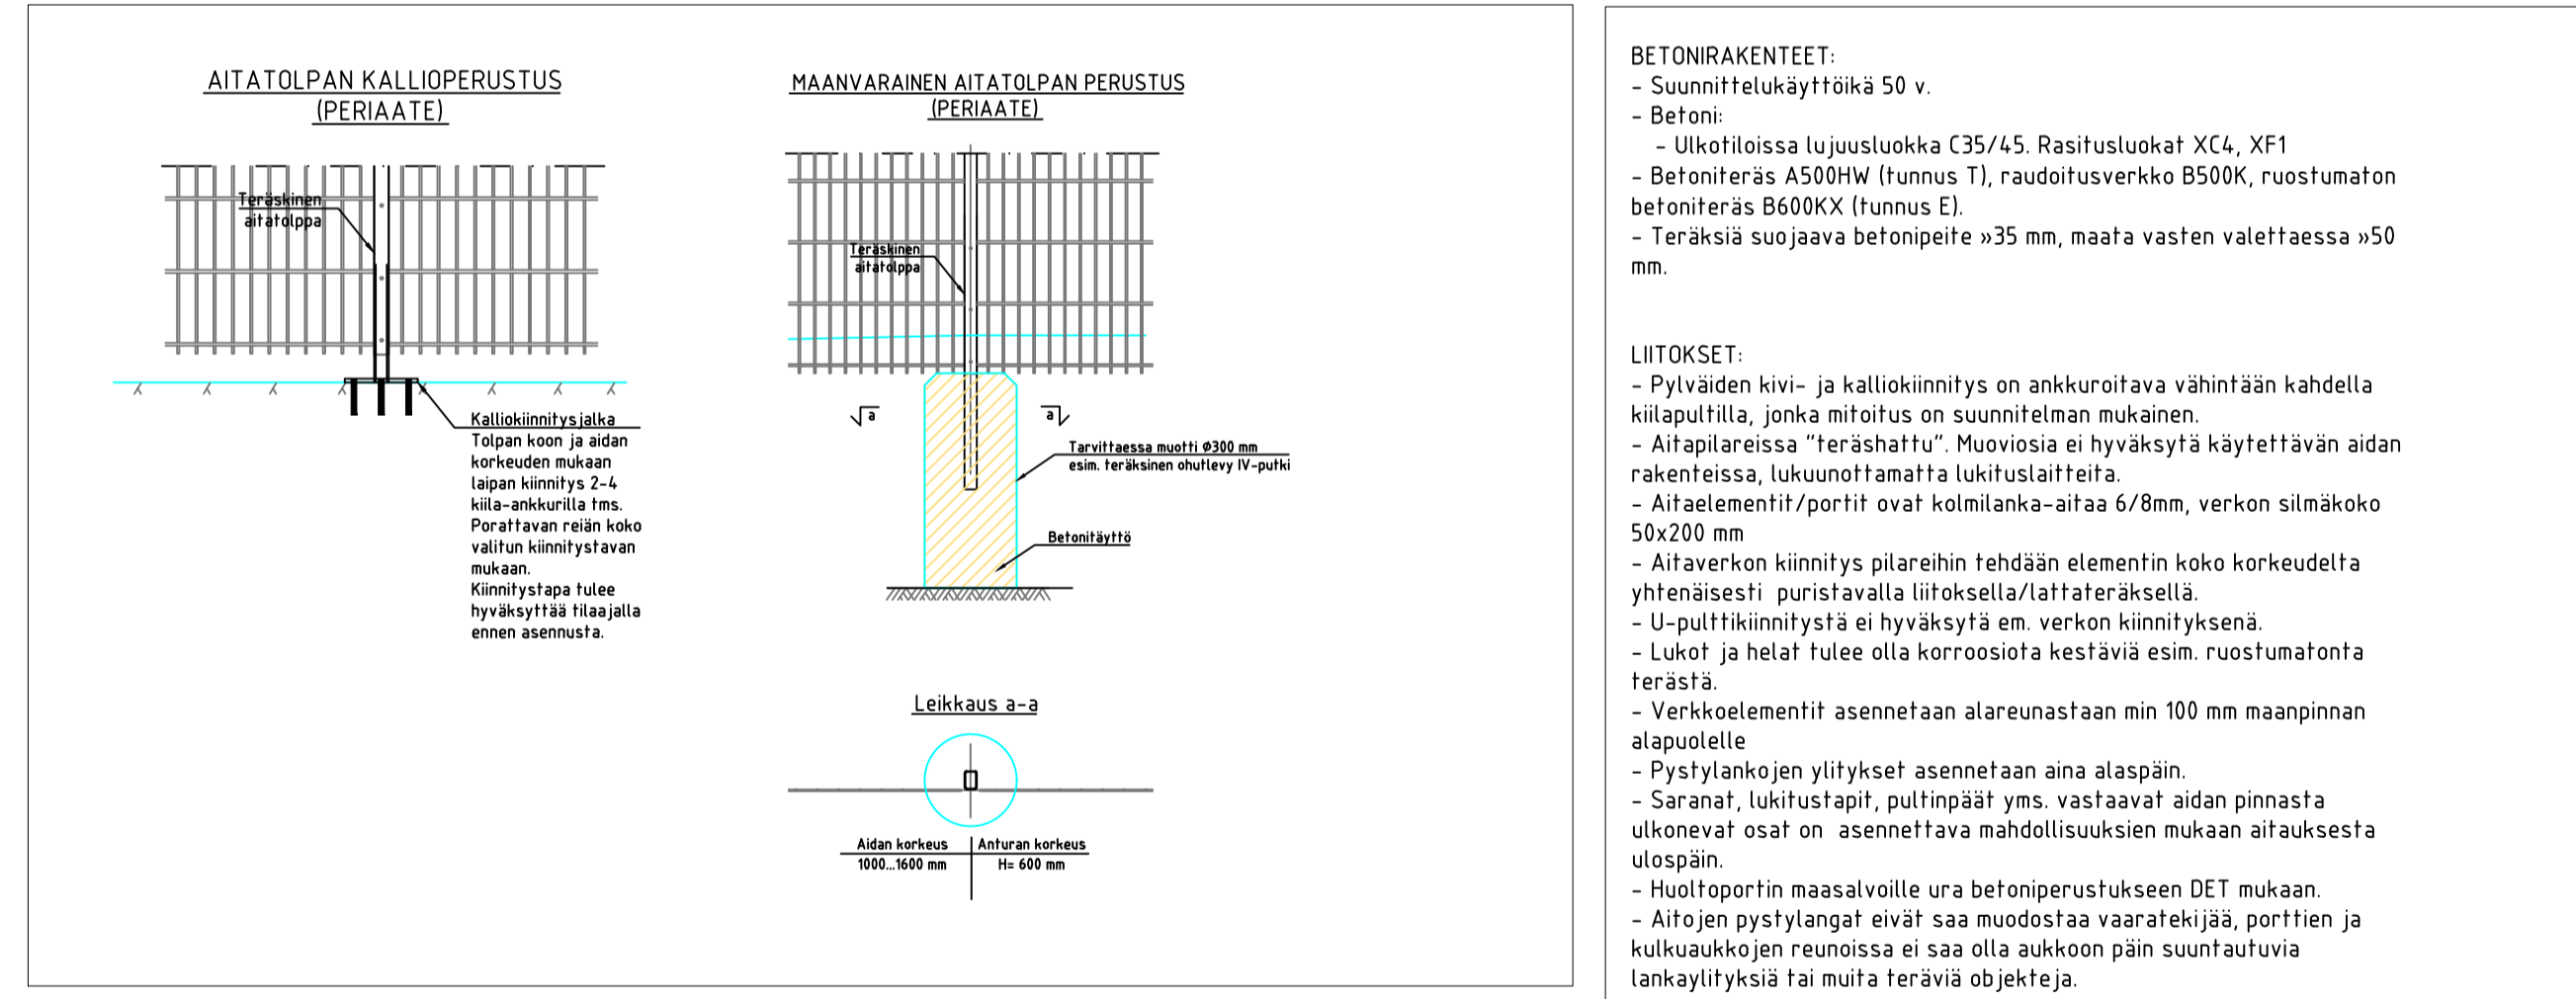 AITATOLPAN KALLIOPERUSTUS
(PERIAATE)
Teräskinen
aitatolppa
Kalliokiinnitysjalka
Tolpan koon ja aidan
korkeuden mukaan
laipan kiinnitys 2-4
kiila-ankkurilla tms.
Porattavan reiän koko
valitun kiinnitystavan
mukaan.
Kiinnitystapa tulee
hyväksyttää tilaajalla
ennen asennusta.
MAANVARAINEN AITATOLPAN PERUSTUS
(PERIAATE)
Teräskinen
aitatolppa
a
a
Tarvittaessa muotti Ø300 mm
esim. teräksinen ohutlevy IV-putki
Betonitäyttö
Leikkaus a-a
Aidan korkeus Anturan korkeus
1000...1600 mm H= 600 mm
BETONIRAKENTEET:
- Suunnittelukäyttöikä 50 v.
- Betoni:
- Ulkotiloissa lujuusluokka C35/45. Rasitusluokat XC4, XF1
- Betoniteräs A500HW (tunnus T), raudoitusverkko B500K, ruostumaton
betoniteräs B600KX (tunnus E).
- Teräksiä suojaava betonipeite »35 mm, maata vasten valettaessa »50
mm.
LIITOKSET:
- Pylväiden kivi- ja kalliokiinnitys on ankkuroitava vähintään kahdella
kiilapultilla, jonka mitoitus on suunnitelman mukainen.
- Aitapilareissa "teräshattu". Muoviosia ei hyväksytä käytettävän aidan
rakenteissa, lukuunottamatta lukituslaitteita.
- Aitaelementit/portit ovat kolmilanka-aitaa 6/8mm, verkon silmäkoko
50x200 mm
- Aitaverkon kiinnitys pilareihin tehdään elementin koko korkeudelta
yhtenäisesti puristavalla liitoksella/lattateräksellä.
- U-pulttikiinnitystä ei hyväksytä em. verkon kiinnityksenä.
- Lukot ja helat tulee olla korroosiota kestäviä esim. ruostumatonta
terästä.
- Verkkoelementit asennetaan alareunastaan min 100 mm maanpinnan
alapuolelle
- Pystylankojen ylitykset asennetaan aina alaspäin.
- Saranat, lukitustapit, pultinpäät yms. vastaavat aidan pinnasta
ulkonevat osat on asennettava mahdollisuuksien mukaan aitauksesta
ulospäin.
- Huoltoportin maasalvoille ura betoniperustukseen DET mukaan.
- Aitojen pystylangat eivät saa muodostaa vaaratekijää, porttien ja
kulkuaukkojen reunoissa ei saa olla aukkoon päin suuntautuvia
lankaylityksiä tai muita teräviä objekteja.